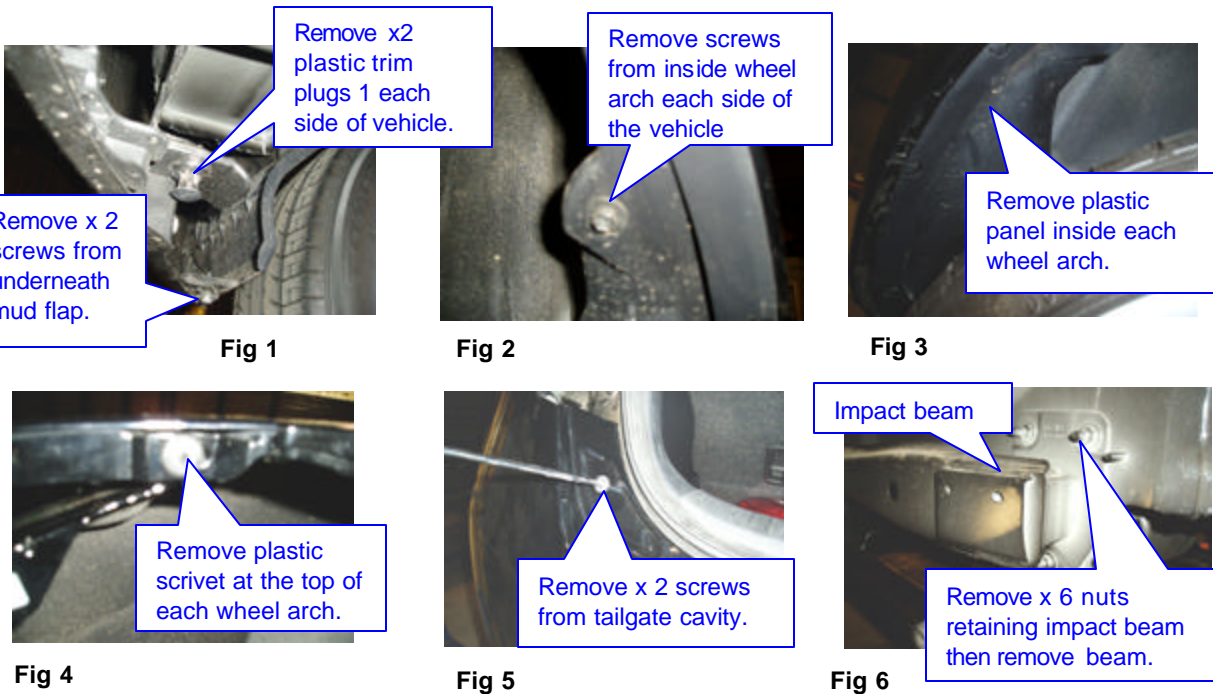 Remove x2
plastic trim
plugs 1 each
side of vehicle.
Remove x 2
screws from
underneath
mud flap.
Fig 1
Remove screws
from inside wheel
arch each side of
the vehicle
Fig 2
Remove plastic
panel inside each
wheel arch.
Fig 3
Remove plastic
scrivet at the top of
each wheel arch.
Fig 4
Remove x 2 screws
from tailgate cavity.
Fig 5
Impact beam
Remove x 6 nuts
retaining impact beam
then remove beam.
Fig 6